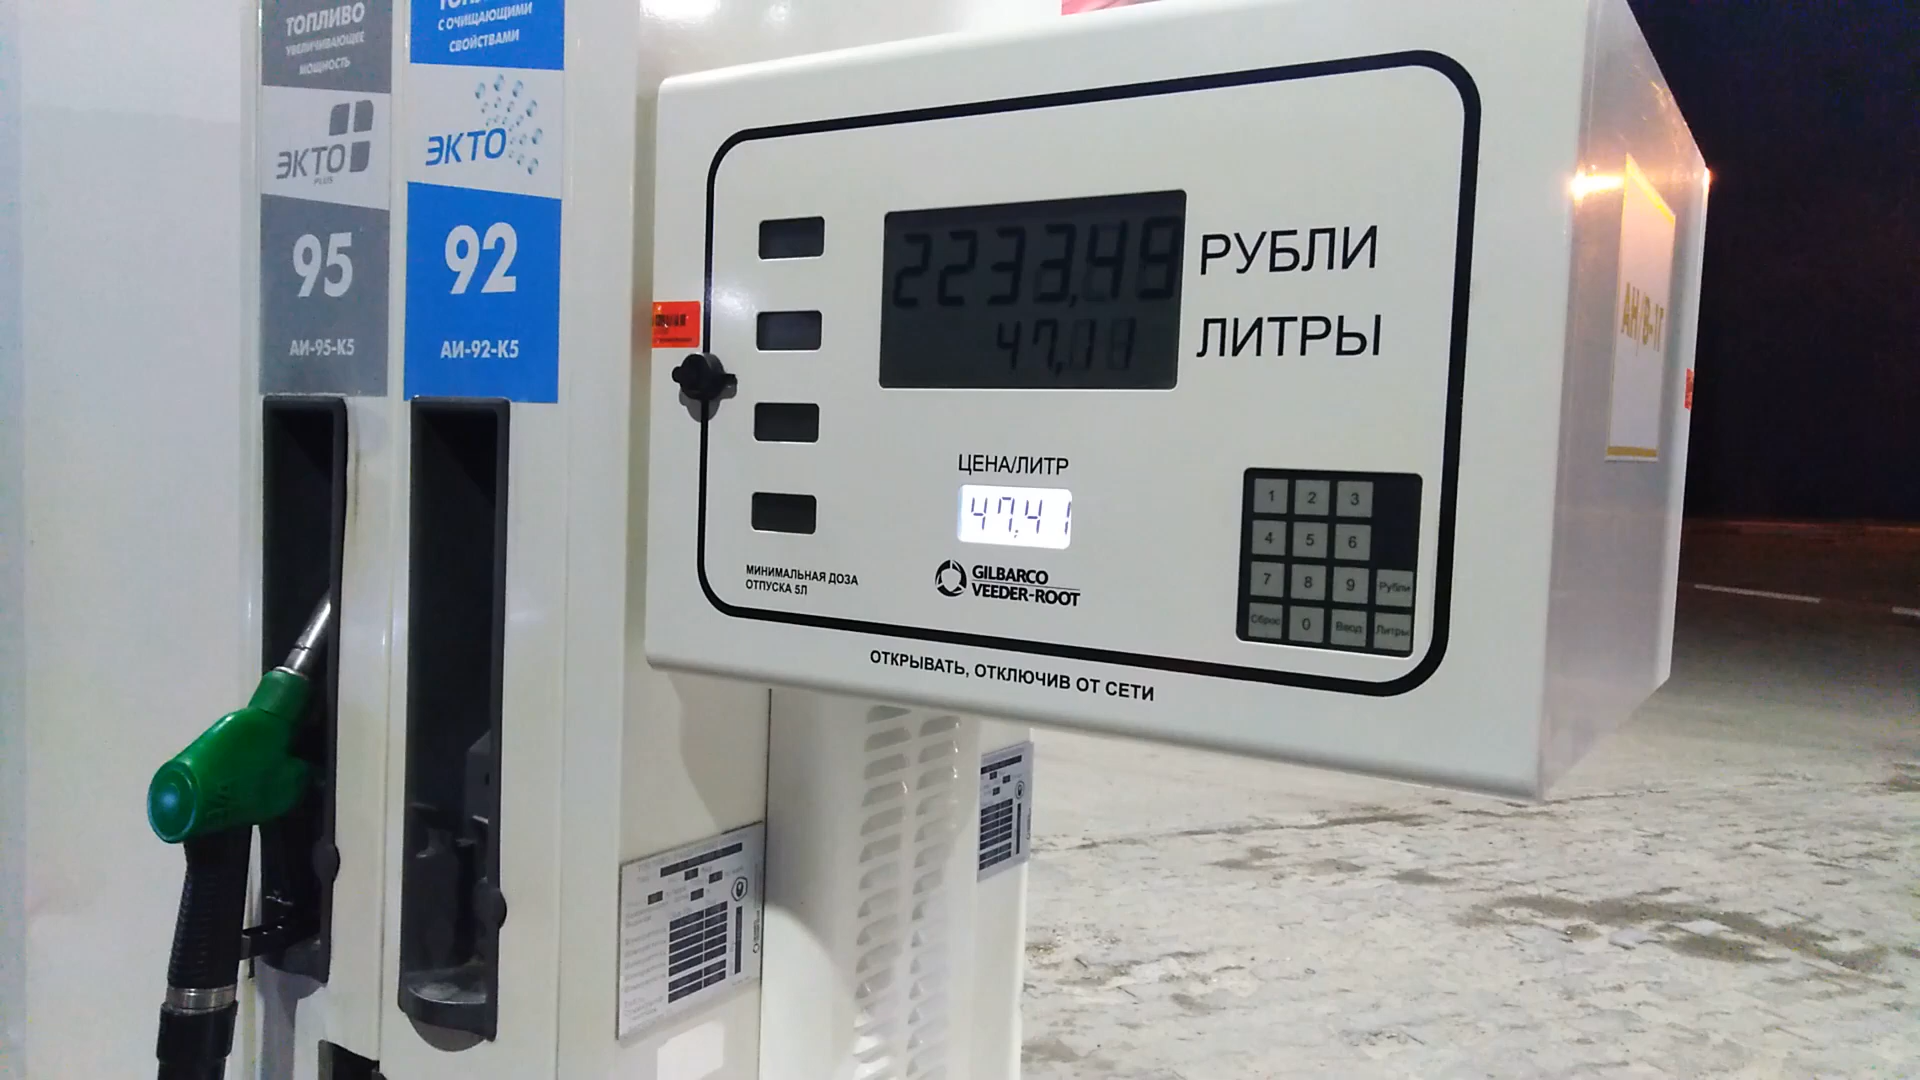 ТОПЛИВО
УВЕЛИЧИВАЮЩЕЕ
МОЩНОСТЬ
ЭКТО
PLUS
95
АИ-95-К5
С ОЧИЩАЮЩИМИ
СВОЙСТВАМИ
ЭКТО
92
АИ-92-К5
2233,49 РУБЛИ
47,11 ЛИТРЫ
ЦЕНА/ЛИТР
47,41
МИНИМАЛЬНАЯ ДОЗА
ОТПУСКА 5Л
GILBARCO
VEEDER-ROOT
1 2 3
4 5 6
7 8 9 Рубли
Сброс 0 Ввод Литры
ОТКРЫВАТЬ, ОТКЛЮЧИВ ОТ СЕТИ